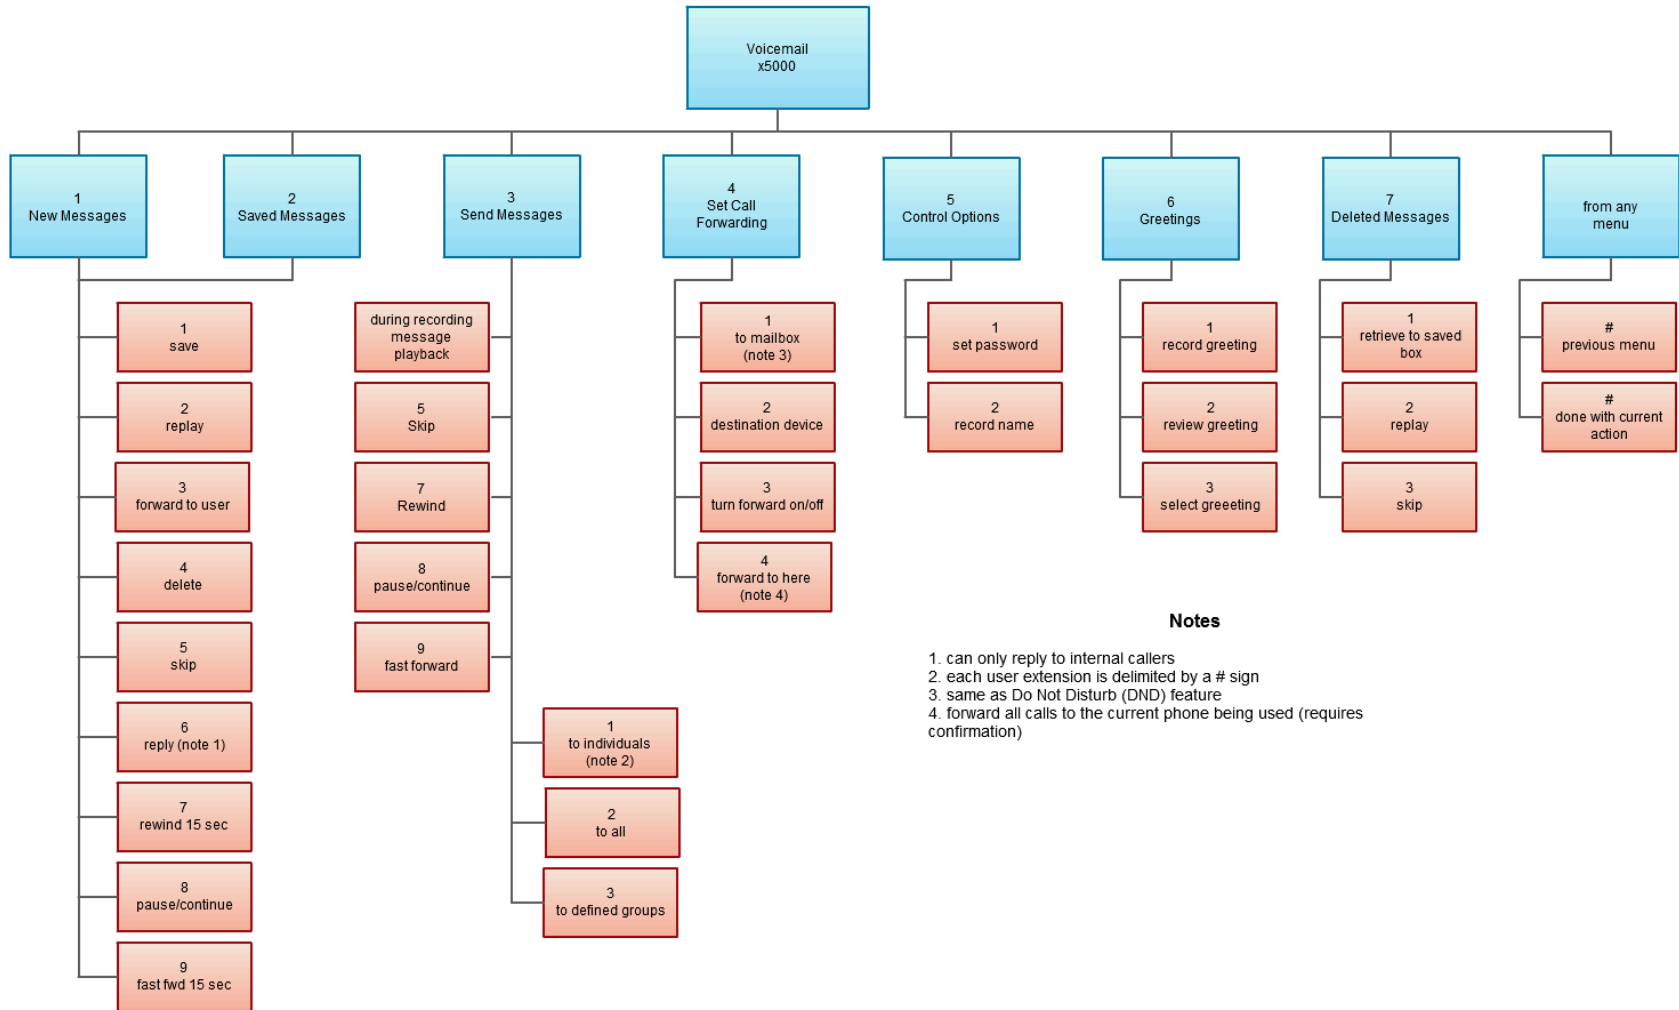 Voicemail
x5000
1
New Messages
2
Saved Messages
3
Send Messages
4
Set Call
Forwarding
5
Control Options
6
Greetings
7
Deleted Messages
from any
menu
1
save
2
replay
3
forward to user
4
delete
5
skip
6
reply (note 1)
7
rewind 15 sec
8
pause/continue
9
fast fwd 15 sec
during recording
message
playback
5
Skip
7
Rewind
8
pause/continue
9
fast forward
1
to individuals
(note 2)
2
to all
3
to defined groups
1
to mailbox
(note 3)
2
destination device
3
turn forward on/off
4
forward to here
(note 4)
1
set password
2
record name
1
record greeting
2
review greeting
3
select greeeting
1
retrieve to saved
box
2
replay
3
skip
#
previous menu
#
done with current
action
Notes
1. can only reply to internal callers
2. each user extension is delimited by a # sign
3. same as Do Not Disturb (DND) feature
4. forward all calls to the current phone being used (requires
confirmation)